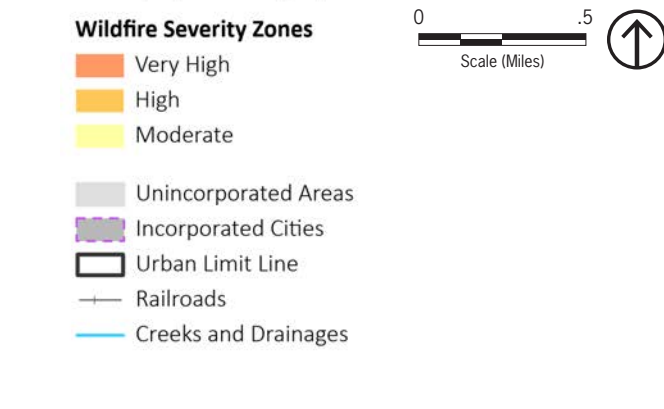 Wildfire Severity Zones
Very High
High
Moderate
Unincorporated Areas
Incorporated Cities
Urban Limit Line
Railroads
Creeks and Drainages
0 .5
Scale (Miles)